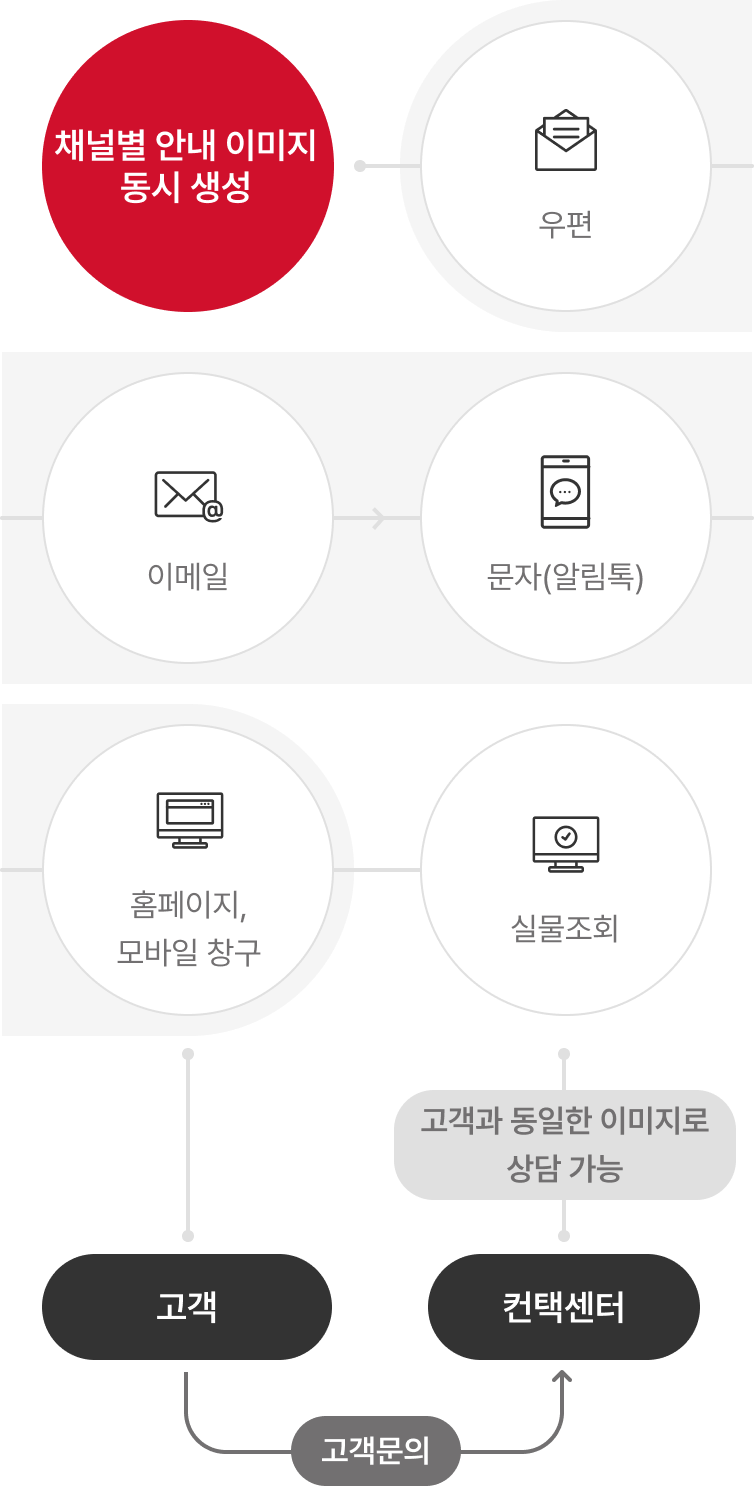 채널별 안내 이미지
동시 생성
우편
이메일
문자(알림톡)
홈페이지,
모바일 창구
실물조회
고객과 동일한 이미지로
상담 가능
고객
컨택센터
고객문의